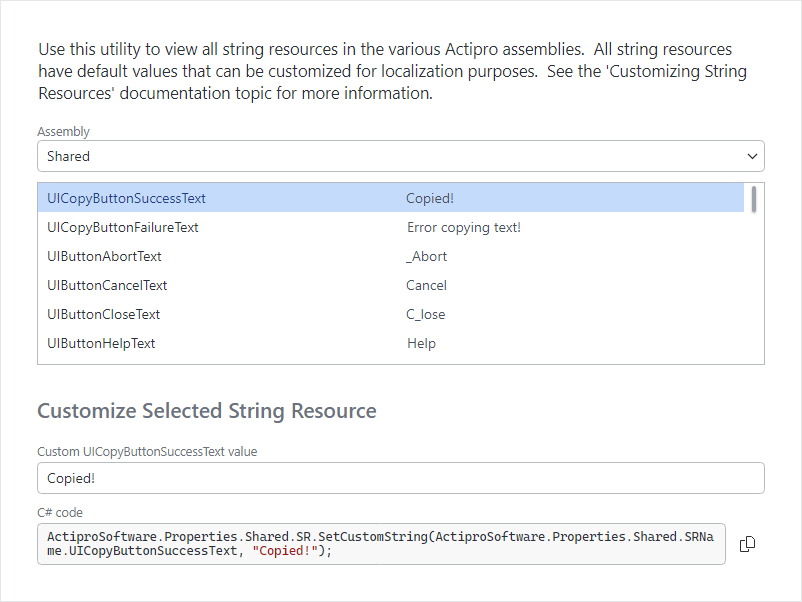 Use this utility to view all string resources in the various Actipro assemblies.  All string resources
have default values that can be customized for localization purposes.  See the 'Customizing String
Resources' documentation topic for more information.
Assembly
Shared
UICopyButtonSuccessText Copied!
UICopyButtonFailureText Error copying text!
UIButtonAbortText _Abort
UIButtonCancelText Cancel
UIButtonCloseText C_lose
UIButtonHelpText Help
Customize Selected String Resource
Custom UICopyButtonSuccessText value
Copied!
C# code
ActiproSoftware.Properties.Shared.SR.SetCustomString(ActiproSoftware.Properties.Shared.SRNa
me.UICopyButtonSuccessText, "Copied!");